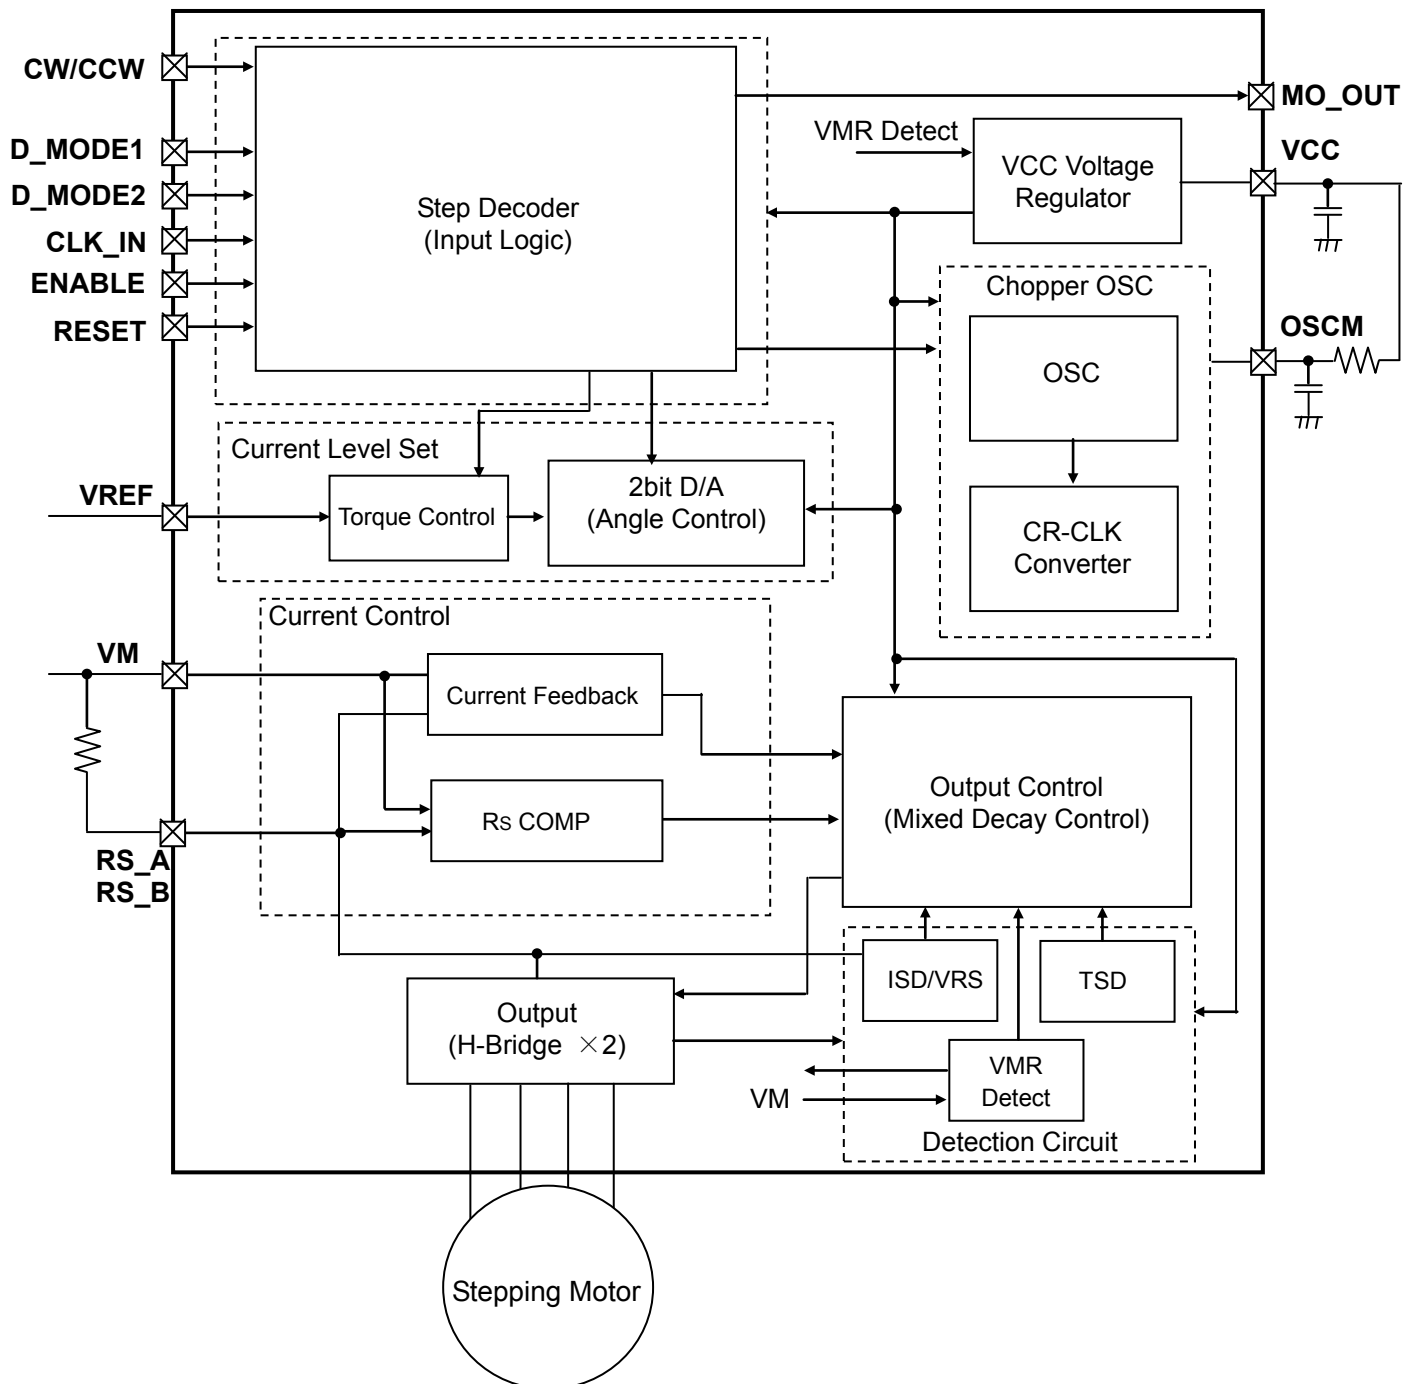 CW/CCW
D_MODE1
D_MODE2
CLK_IN
ENABLE
RESET
Step Decoder
(Input Logic)
MO_OUT
VMR Detect
VCC Voltage
Regulator
VCC
Chopper OSC
OSC
CR-CLK
Converter
OSCM
Current Level Set
VREF
Torque Control
2bit D/A
(Angle Control)
Current Control
VM
Current Feedback
Rs COMP
RS_A
RS_B
Output Control
(Mixed Decay Control)
ISD/VRS
TSD
Output
(H-Bridge ×2)
VM
VMR
Detect
Detection Circuit
Stepping Motor